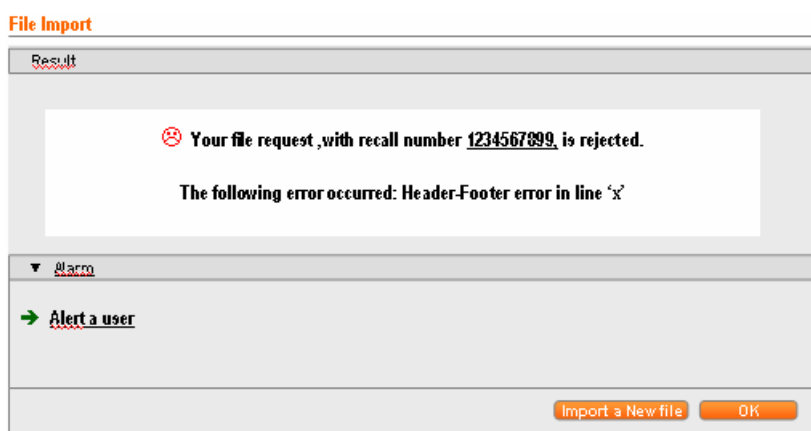 File Import
Result
Your file request ,with recall number 1234567899, is rejected.
The following error occurred: Header-Footer error in line ‘x’
Alarm
Alert a user
Import a New file
OK